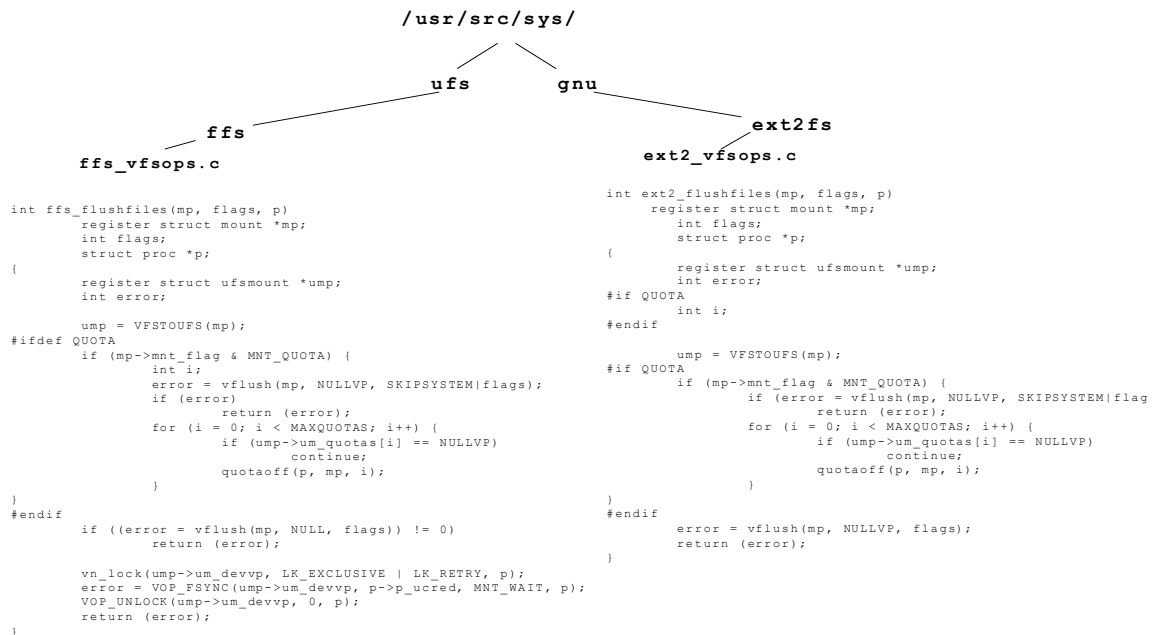 /usr/src/sys/
ufs
gnu
ffs
ext2fs
ffs_vfsops.c
ext2_vfsops.c
int ffs_flushfiles(mp, flags, p)
register struct mount *mp;
int flags;
struct proc *p;
{
register struct ufsmount *ump;
int error;
ump = VFSTOUFS(mp);
#ifdef QUOTA
if (mp->mnt_flag & MNT_QUOTA) {
int i;
error = vflush(mp, NULLVP, SKIPSYSTEM|flags);
if (error)
return (error);
for (i = 0; i < MAXQUOTAS; i++) {
if (ump->um_quotas[i] == NULLVP)
continue;
quotaoff(p, mp, i);
}
}
#endif
if ((error = vflush(mp, NULL, flags)) != 0)
return (error);
vn_lock(ump->um_devvp, LK_EXCLUSIVE | LK_RETRY, p);
error = VOP_FSYNC(ump->um_devvp, p->p_ucred, MNT_WAIT, p);
VOP_UNLOCK(ump->um_devvp, 0, p);
return (error);
}
int ext2_flushfiles(mp, flags, p)
register struct mount *mp;
int flags;
struct proc *p;
{
register struct ufsmount *ump;
int error;
#if QUOTA
int i;
#endif
ump = VFSTOUFS(mp);
#if QUOTA
if (mp->mnt_flag & MNT_QUOTA) {
if (error = vflush(mp, NULLVP, SKIPSYSTEM|flag
return (error);
for (i = 0; i < MAXQUOTAS; i++) {
if (ump->um_quotas[i] == NULLVP)
continue;
quotaoff(p, mp, i);
}
}
#endif
error = vflush(mp, NULLVP, flags);
return (error);
}